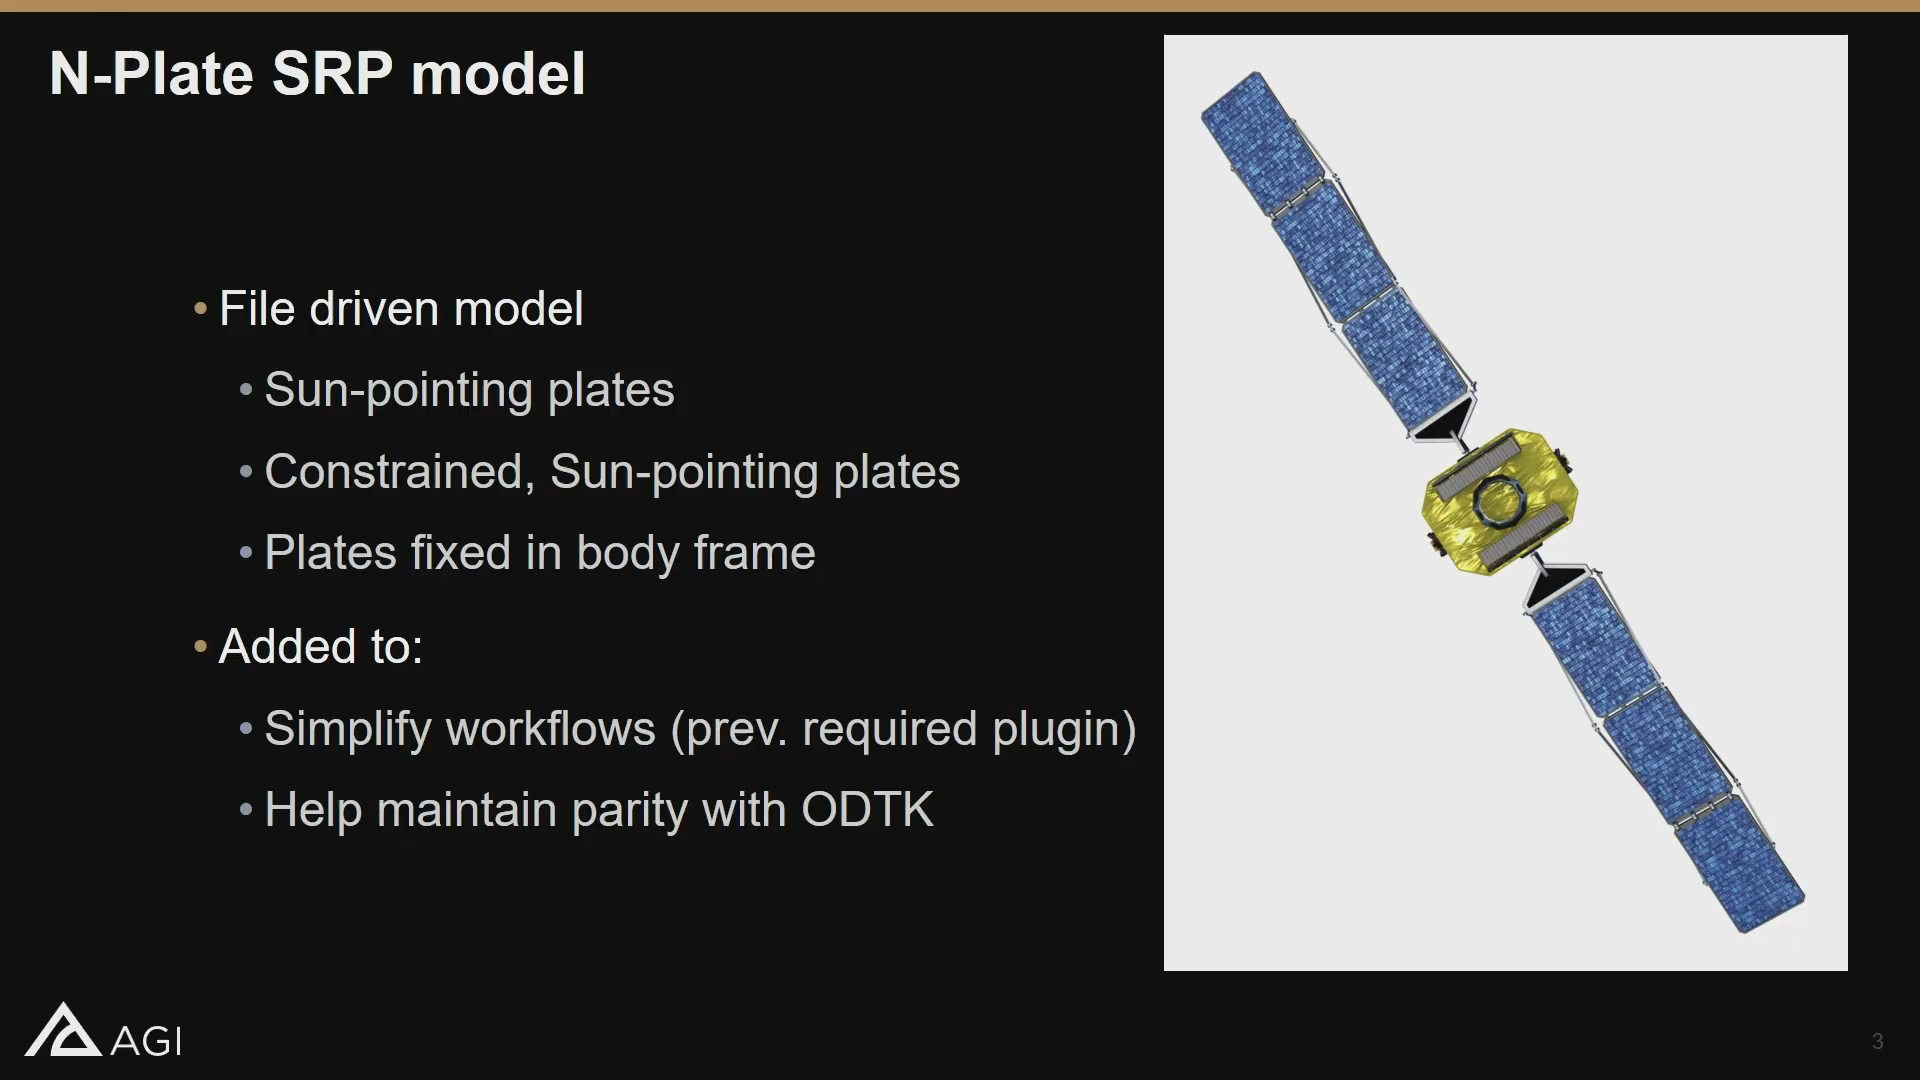 N-Plate SRP model
• File driven model
• Sun-pointing plates
• Constrained, Sun-pointing plates
• Plates fixed in body frame
• Added to:
• Simplify workflows (prev. required plugin)
• Help maintain parity with ODTK
AGI
3